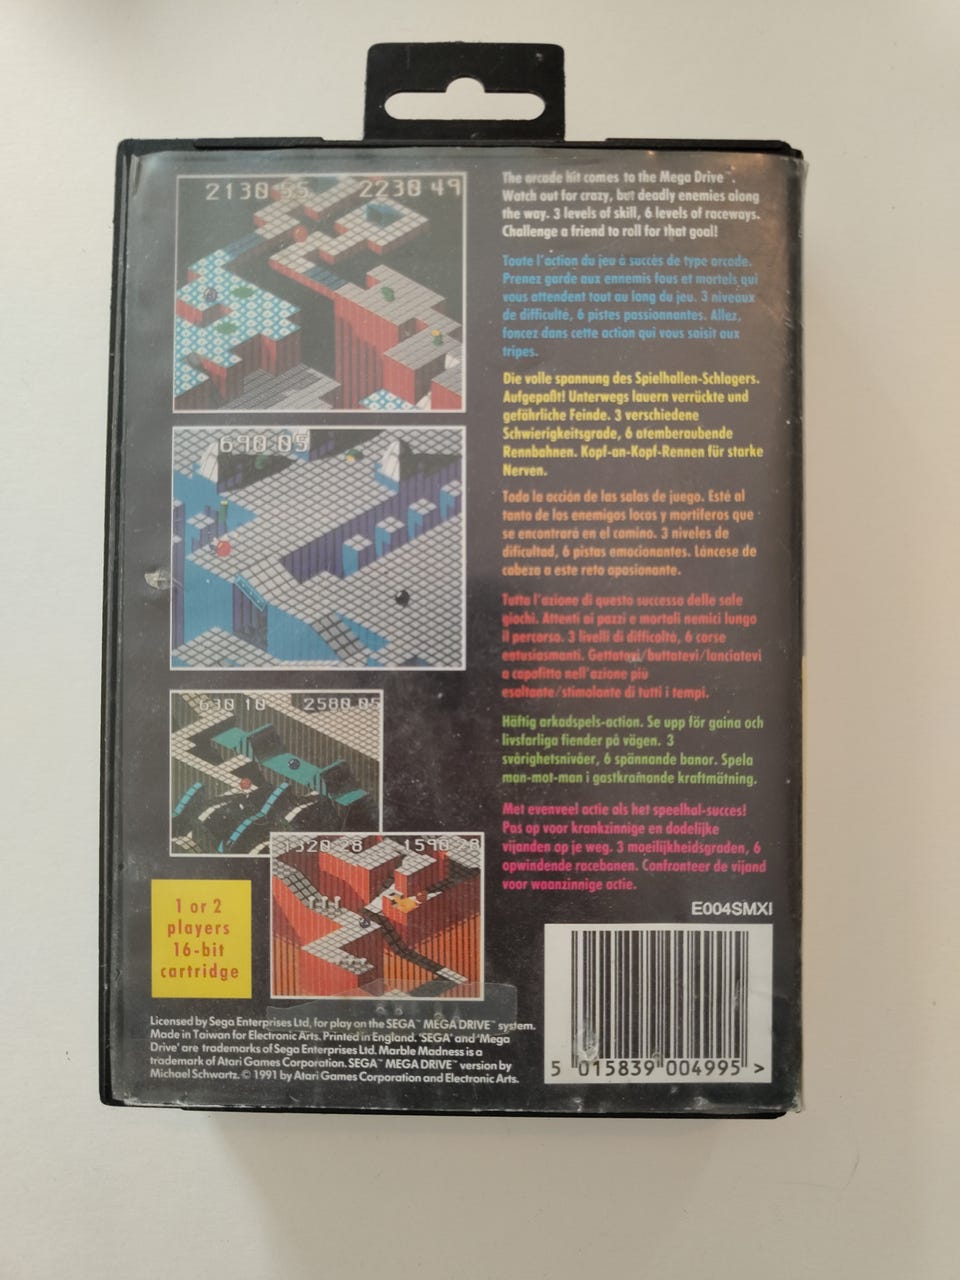 2130 55 2230 49
The arcade hit comes to the Mega Drive™.
Watch out for crazy, but deadly enemies along
the way. 3 levels of skill, 6 levels of raceways.
Challenge a friend to roll for that goal!
Toute l'action du jeu à succès de type arcade.
Prenez garde aux ennemis fous et mortels qui
vous attendent tout au long du jeu. 3 niveaux
de difficulté, 6 pistes passionnantes. Allez,
foncez dans cette action qui vous saisit aux
tripes.
Die volle spannung des Spielhallen-Schlagers.
Aufgepaßt! Unterwegs lauern verrückte und
gefährliche Feinde. 3 verschiedene
Schwierigkeitsgrade, 6 atemberaubende
Rennbahnen. Kopf-an-Kopf-Rennen für starke
Nerven.
690 05
Toda la acción de las salas de juego. Esté al
tanto de los enemigos locos y mortíferos que
se encontrará en el camino. 3 niveles de
dificultad, 6 pistas emocionantes. Láncese de
cabeza a este reto apasionante.
Tutta l'azione di questo successo delle sale
giochi. Attenti ai pazzi e mortali nemici lungo
il percorso. 3 livelli di difficoltà, 6 corse
entusiasmanti. Gettatevi/buttatevi/lanciatevi
a capofitto nell'azione più
esaltante/stimolante di tutti i tempi.
630 10 2580 05
Häftig arkadspels-action. Se upp för galna och
livsfarliga fiender på vägen. 3
svårighetsnivåer, 6 spännande banor. Spela
man-mot-man i gastkramande kraftmätning.
Met evenveel actie als het speelhal-succes!
Pas op voor krankzinnige en dodelijke
vijanden op je weg. 3 moeilijkheidsgraden, 6
opwindende racebanen. Confronteer de vijand
voor waanzinnige actie.
1320 28 1590 28
1 or 2
players
16-bit
cartridge
E004SMXI
Licensed by Sega Enterprises Ltd, for play on the SEGA™ MEGA DRIVE™ system.
Made in Taiwan for Electronic Arts. Printed in England. 'SEGA' and 'Mega
Drive' are trademarks of Sega Enterprises Ltd. Marble Madness is a
trademark of Atari Games Corporation. SEGA™ MEGA DRIVE™ version by
Michael Schwartz. © 1991 by Atari Games Corporation and Electronic Arts.
5 015839 004995 >